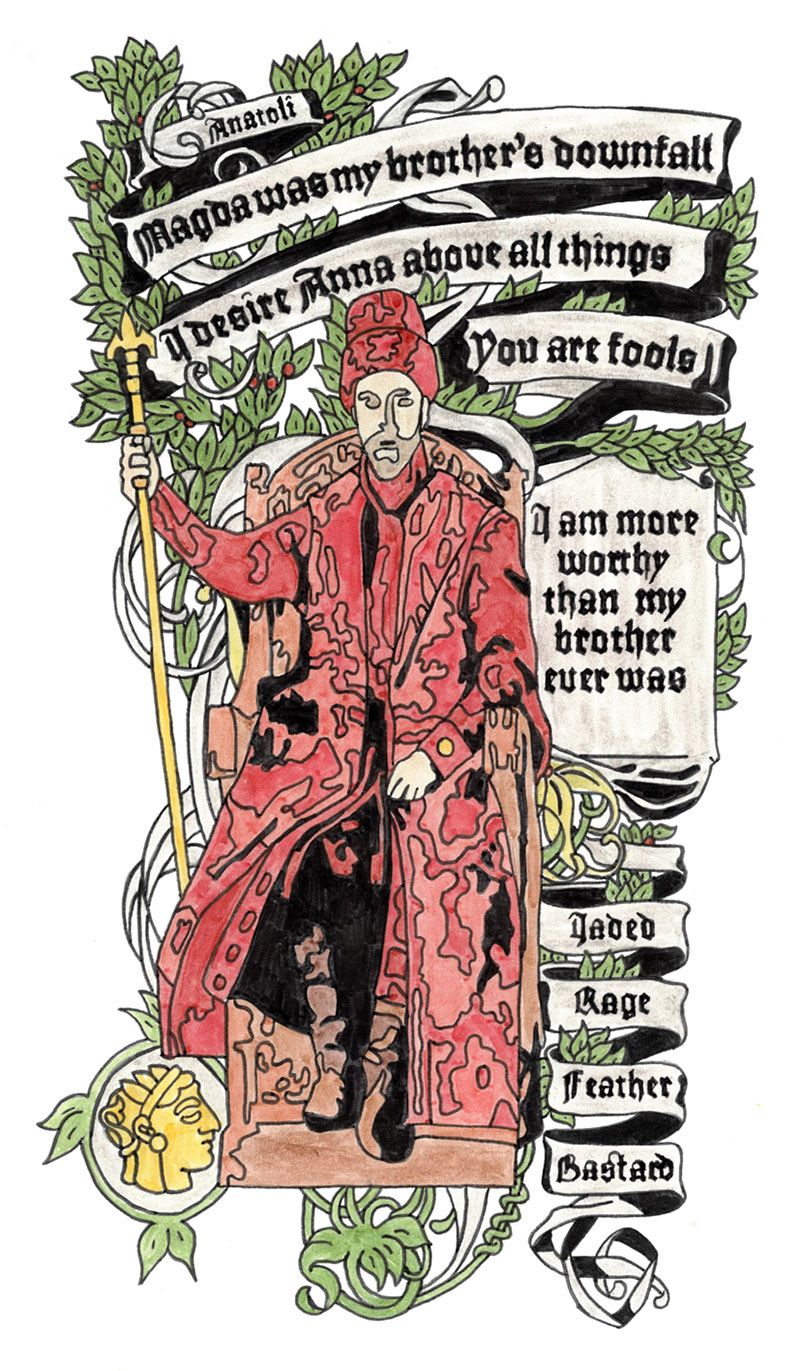 Anatoli
Magda was my brother's downfall
I desire Anna above all things
You are fools
I am more
worthy
than my
brother
ever was
Jaded
Rage
Feather
Bastard